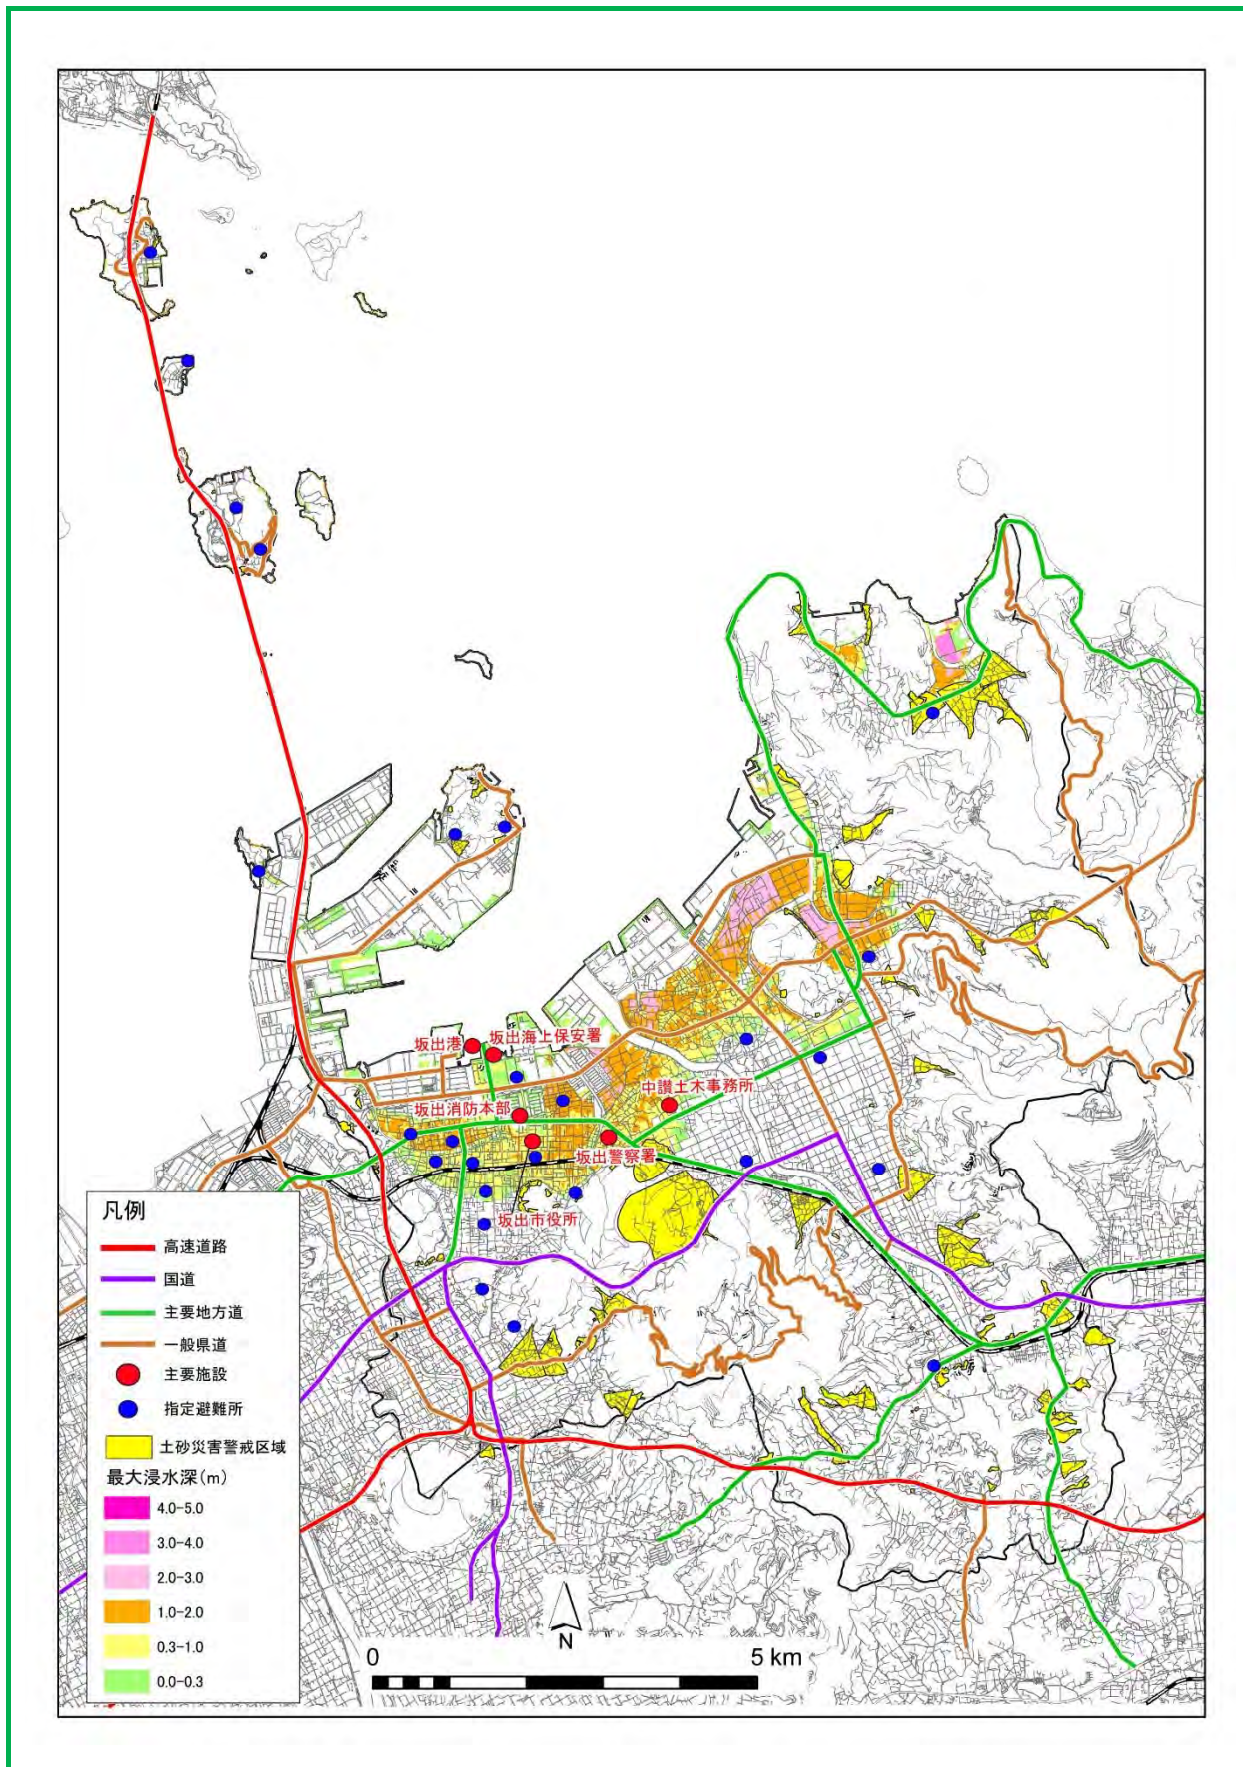 坂出港
坂出海上保安署
中讃土木事務所
坂出消防本部
坂出警察署
坂出市役所
凡例
高速道路
国道
主要地方道
一般県道
主要施設
指定避難所
土砂災害警戒区域
最大浸水深(m)
4.0-5.0
3.0-4.0
2.0-3.0
1.0-2.0
0.3-1.0
0.0-0.3
N
0 5 km